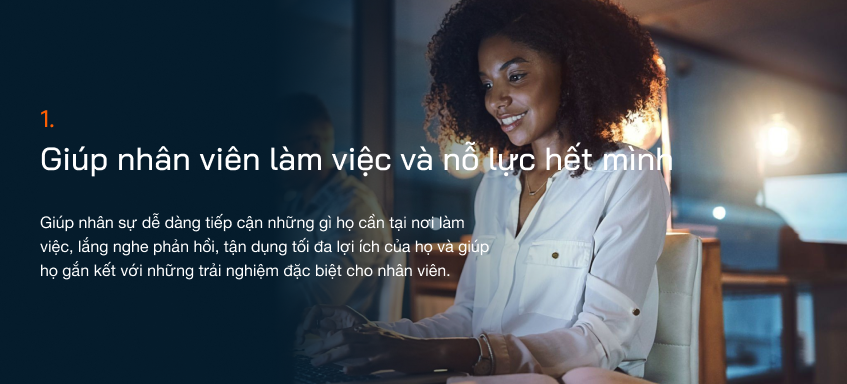 1.
Giúp nhân viên làm việc và nỗ lực hết mình
Giúp nhân sự dễ dàng tiếp cận những gì họ cần tại nơi làm
việc, lắng nghe phản hồi, tận dụng tối đa lợi ích của họ và giúp
họ gắn kết với những trải nghiệm đặc biệt cho nhân viên.